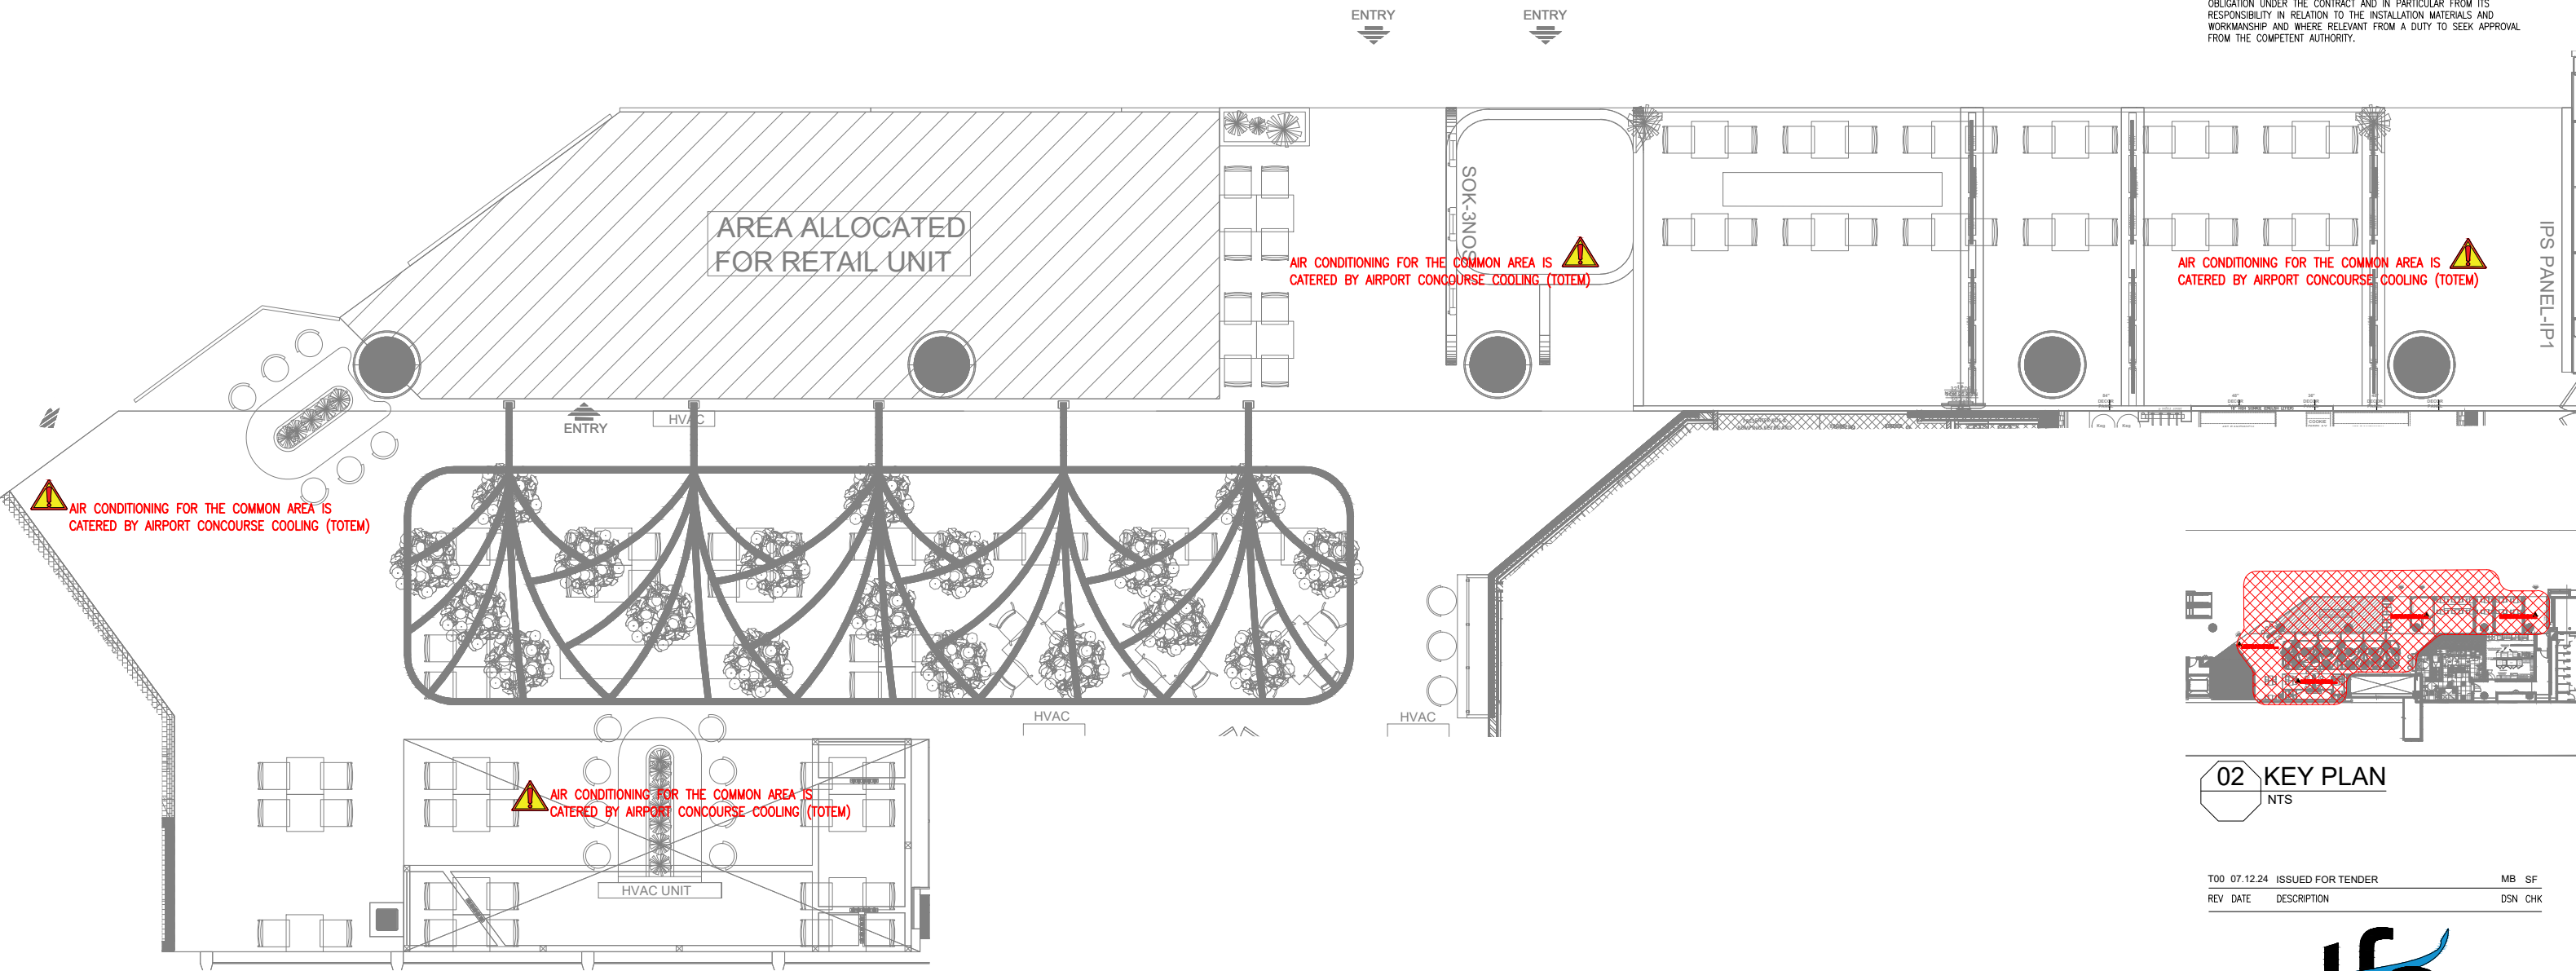 ENTRY
ENTRY
OBLIGATION UNDER THE CONTRACT AND IN PARTICULAR FROM ITS
RESPONSIBILITY IN RELATION TO THE INSTALLATION MATERIALS AND
WORKMANSHIP AND WHERE RELEVANT FROM A DUTY TO SEEK APPROVAL
FROM THE COMPETENT AUTHORITY.
AREA ALLOCATED
FOR RETAIL UNIT
SOK-3NOS
AIR CONDITIONING FOR THE COMMON AREA IS
CATERED BY AIRPORT CONCOURSE COOLING (TOTEM)
AIR CONDITIONING FOR THE COMMON AREA IS
CATERED BY AIRPORT CONCOURSE COOLING (TOTEM)
IPS PANEL-IP1
ENTRY
HVAC
AIR CONDITIONING FOR THE COMMON AREA IS
CATERED BY AIRPORT CONCOURSE COOLING (TOTEM)
HVAC
HVAC
AIR CONDITIONING FOR THE COMMON AREA IS
CATERED BY AIRPORT CONCOURSE COOLING (TOTEM)
HVAC UNIT
02 KEY PLAN
NTS
T00 07.12.24 ISSUED FOR TENDER MB SF
REV DATE DESCRIPTION DSN CHK